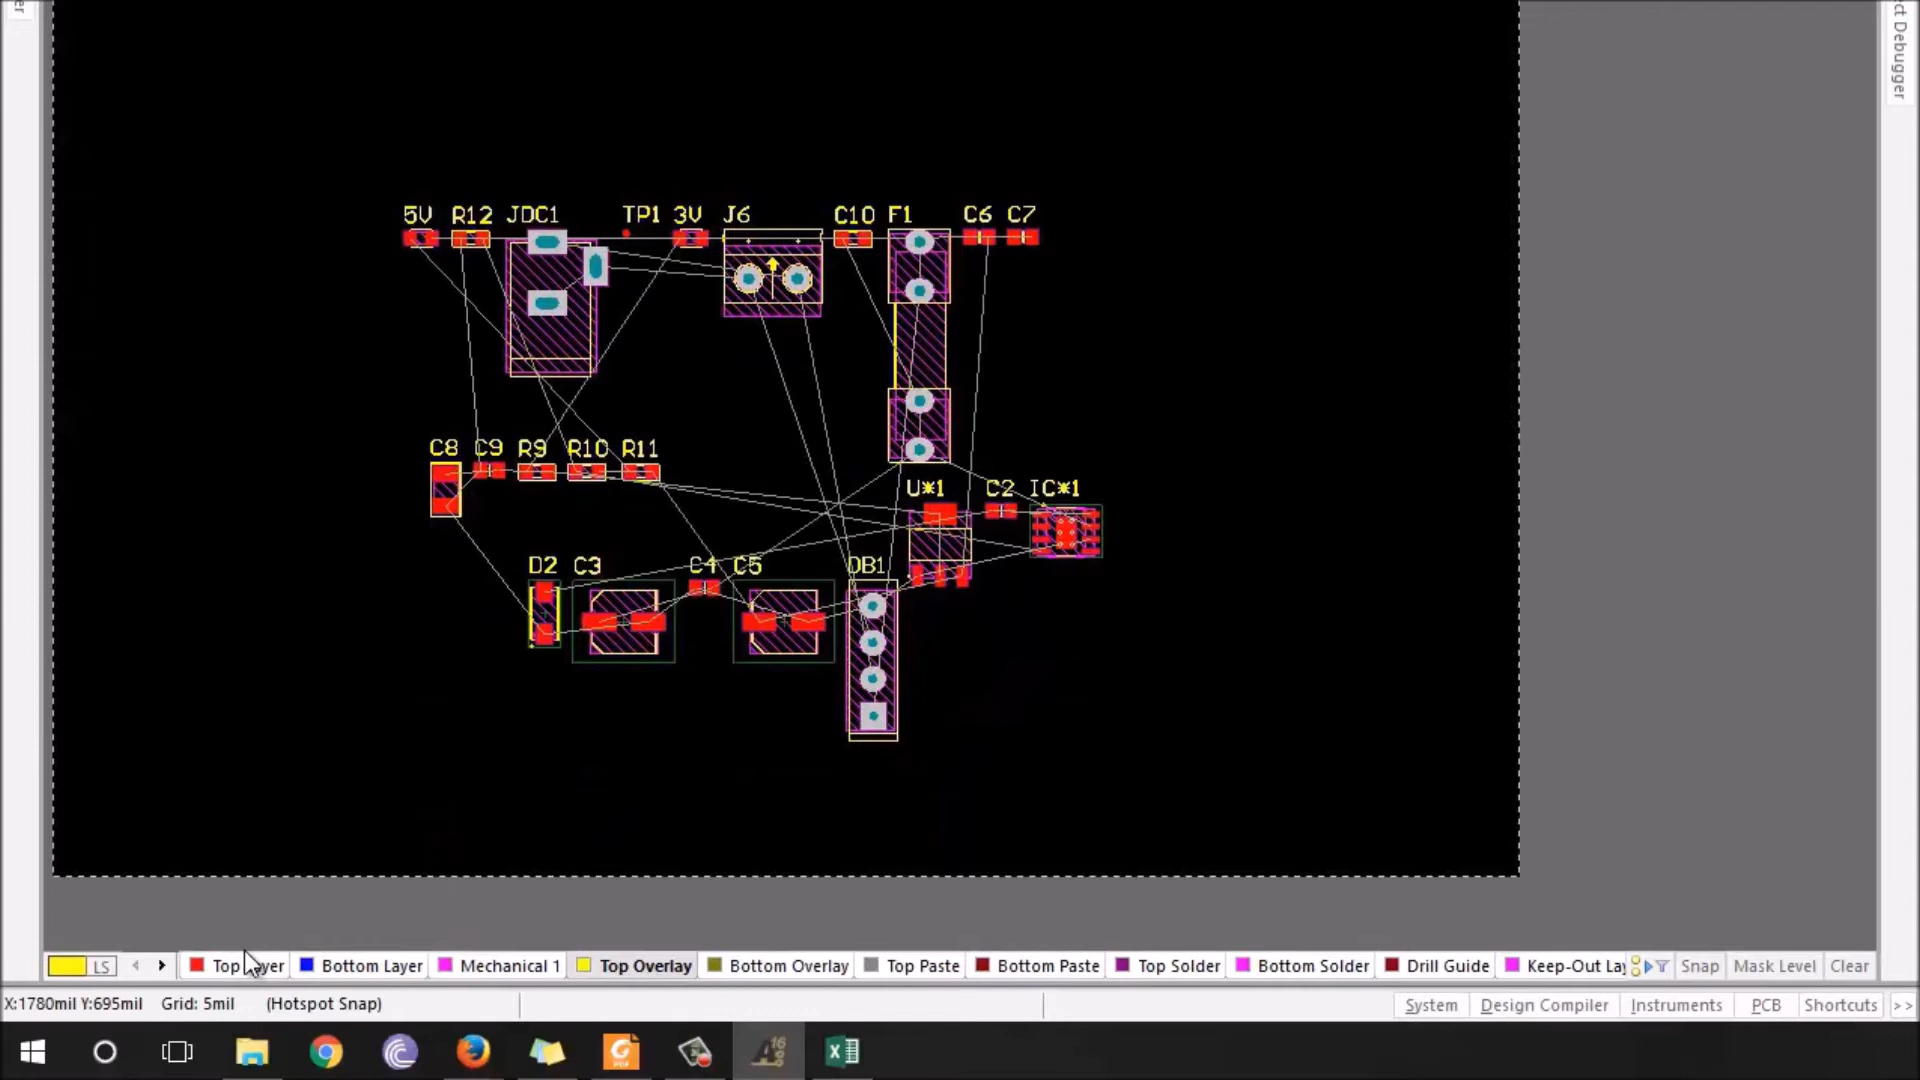 er
ct Debugger
5V R12 JDC1 TP1 3V J6 C10 F1 C6 C7
C8 C9 R9 R10 R11
U*1 C2 IC*1
D2 C3 C4 C5 DB1
LS Top Layer Bottom Layer Mechanical 1 Top Overlay Bottom Overlay Top Paste Bottom Paste Top Solder Bottom Solder Drill Guide Keep-Out La Snap Mask Level Clear
X:1780mil Y:695mil Grid: 5mil (Hotspot Snap) System Design Compiler Instruments PCB Shortcuts >>